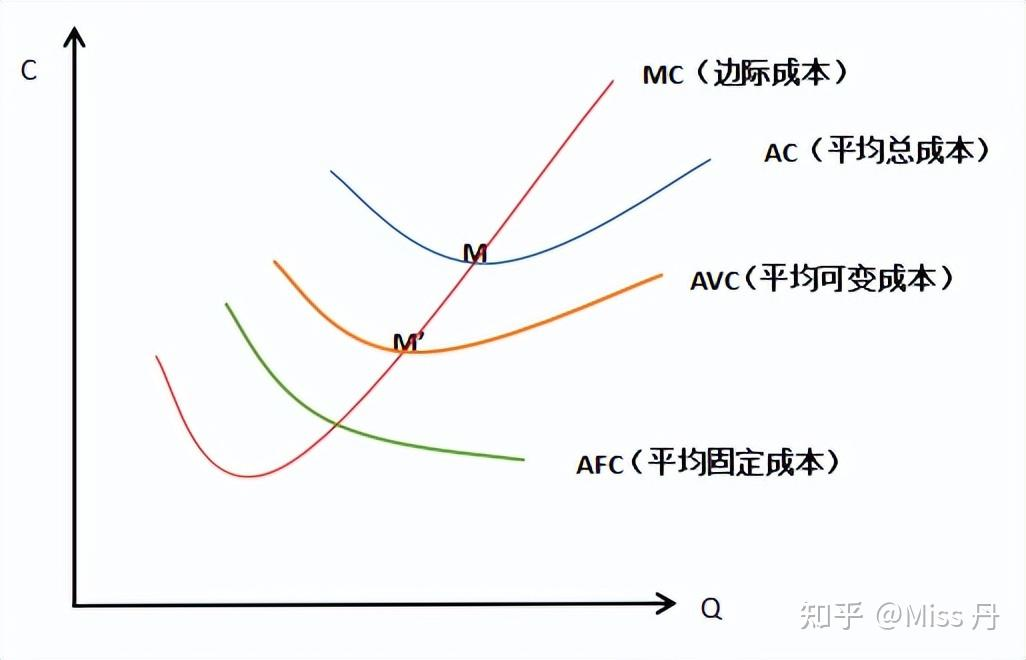 C
MC（边际成本）
AC（平均总成本）
M
AVC（平均可变成本）
M’
AFC（平均固定成本）
Q
知乎 @Miss 丹